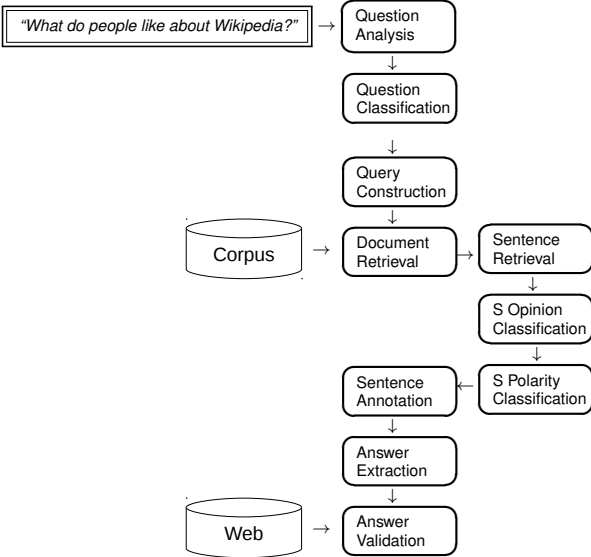 “What do people like about Wikipedia?”
Question
Analysis
Question
Classification
Query
Construction
Corpus
Document
Retrieval
Sentence
Retrieval
S Opinion
Classification
S Polarity
Classification
Sentence
Annotation
Answer
Extraction
Web
Answer
Validation